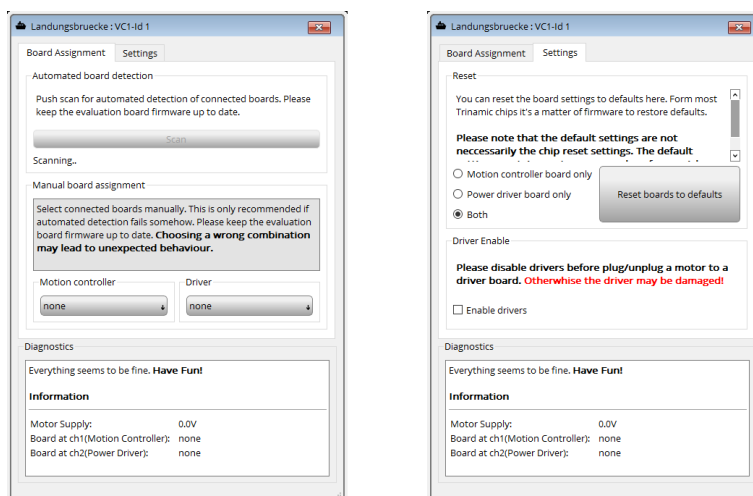 Landungsbruecke : VC1-Id 1
Board Assignment
Settings
Automated board detection
Push scan for automated detection of connected boards. Please
keep the evaluation board firmware up to date.
Scan
Scanning..
Manual board assignment
Select connected boards manually. This is only recommended if
automated detection fails somehow. Please keep the evaluation
board firmware up to date. Choosing a wrong combination
may lead to unexpected behaviour.
Motion controller
Driver
none
none
Diagnostics
Everything seems to be fine. Have Fun!
Information
Motor Supply: 0.0V
Board at ch1(Motion Controller): none
Board at ch2(Power Driver): none
Landungsbruecke : VC1-Id 1
Board Assignment
Settings
Reset
You can reset the board settings to defaults here. Form most
Trinamic chips it's a matter of firmware to restore defaults.
Please note that the default settings are not
neccessarily the chip reset settings. The default
Motion controller board only
Power driver board only
Both
Reset boards to defaults
Driver Enable
Please disable drivers before plug/unplug a motor to a
driver board. Otherwhise the driver may be damaged!
Enable drivers
Diagnostics
Everything seems to be fine. Have Fun!
Information
Motor Supply: 0.0V
Board at ch1(Motion Controller): none
Board at ch2(Power Driver): none